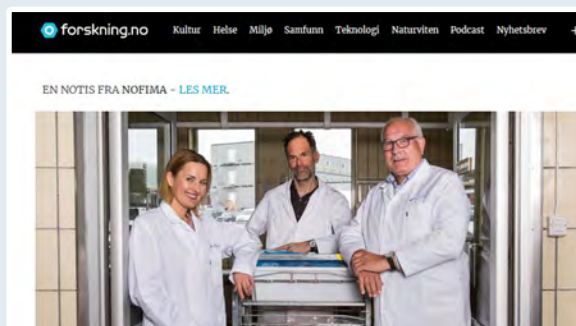 forskning.no Kultur Helse Miljø Samfunn Teknologi Naturviten Podcast Nyhetsbrev +
EN NOTIS FRA NOFIMA - LES MER.